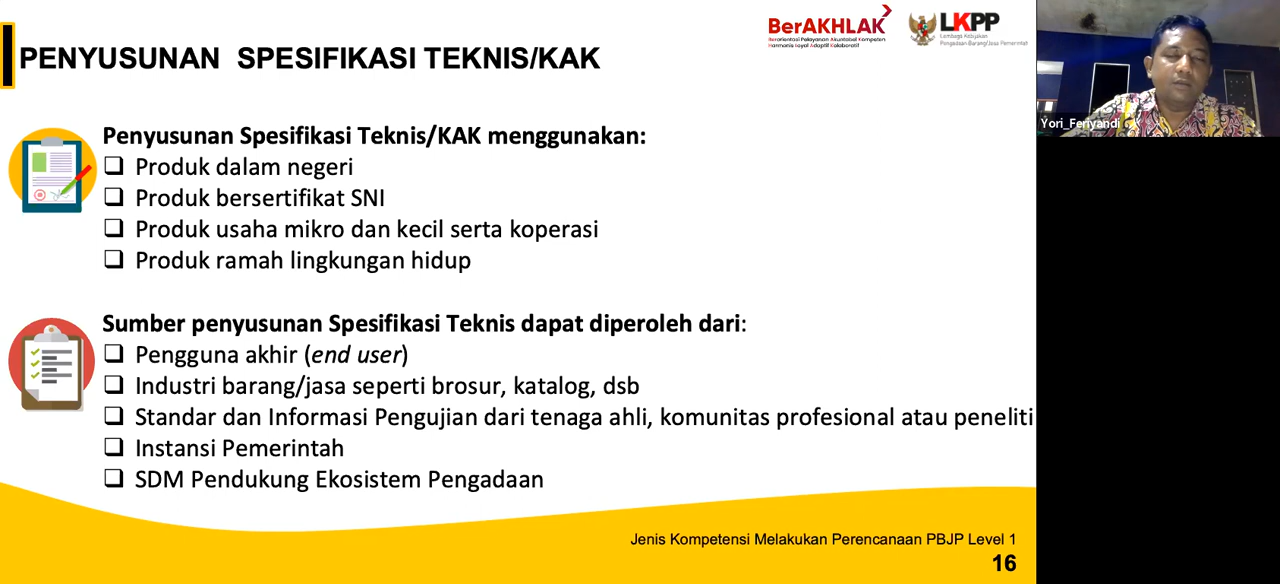 BerAKHLAK
Berorientasi Pelayanan Akuntabel Kompeten
Harmonis Loyal Adaptif Kolaboratif
LKPP
Lembaga Kebijakan
Pengadaan Barang/Jasa Pemerintah
PENYUSUNAN SPESIFIKASI TEKNIS/KAK
Yori_Feriyandi
Penyusunan Spesifikasi Teknis/KAK menggunakan:
❑ Produk dalam negeri
❑ Produk bersertifikat SNI
❑ Produk usaha mikro dan kecil serta koperasi
❑ Produk ramah lingkungan hidup
Sumber penyusunan Spesifikasi Teknis dapat diperoleh dari:
❑ Pengguna akhir (end user)
❑ Industri barang/jasa seperti brosur, katalog, dsb
❑ Standar dan Informasi Pengujian dari tenaga ahli, komunitas profesional atau peneliti
❑ Instansi Pemerintah
❑ SDM Pendukung Ekosistem Pengadaan
Jenis Kompetensi Melakukan Perencanaan PBJP Level 1
16